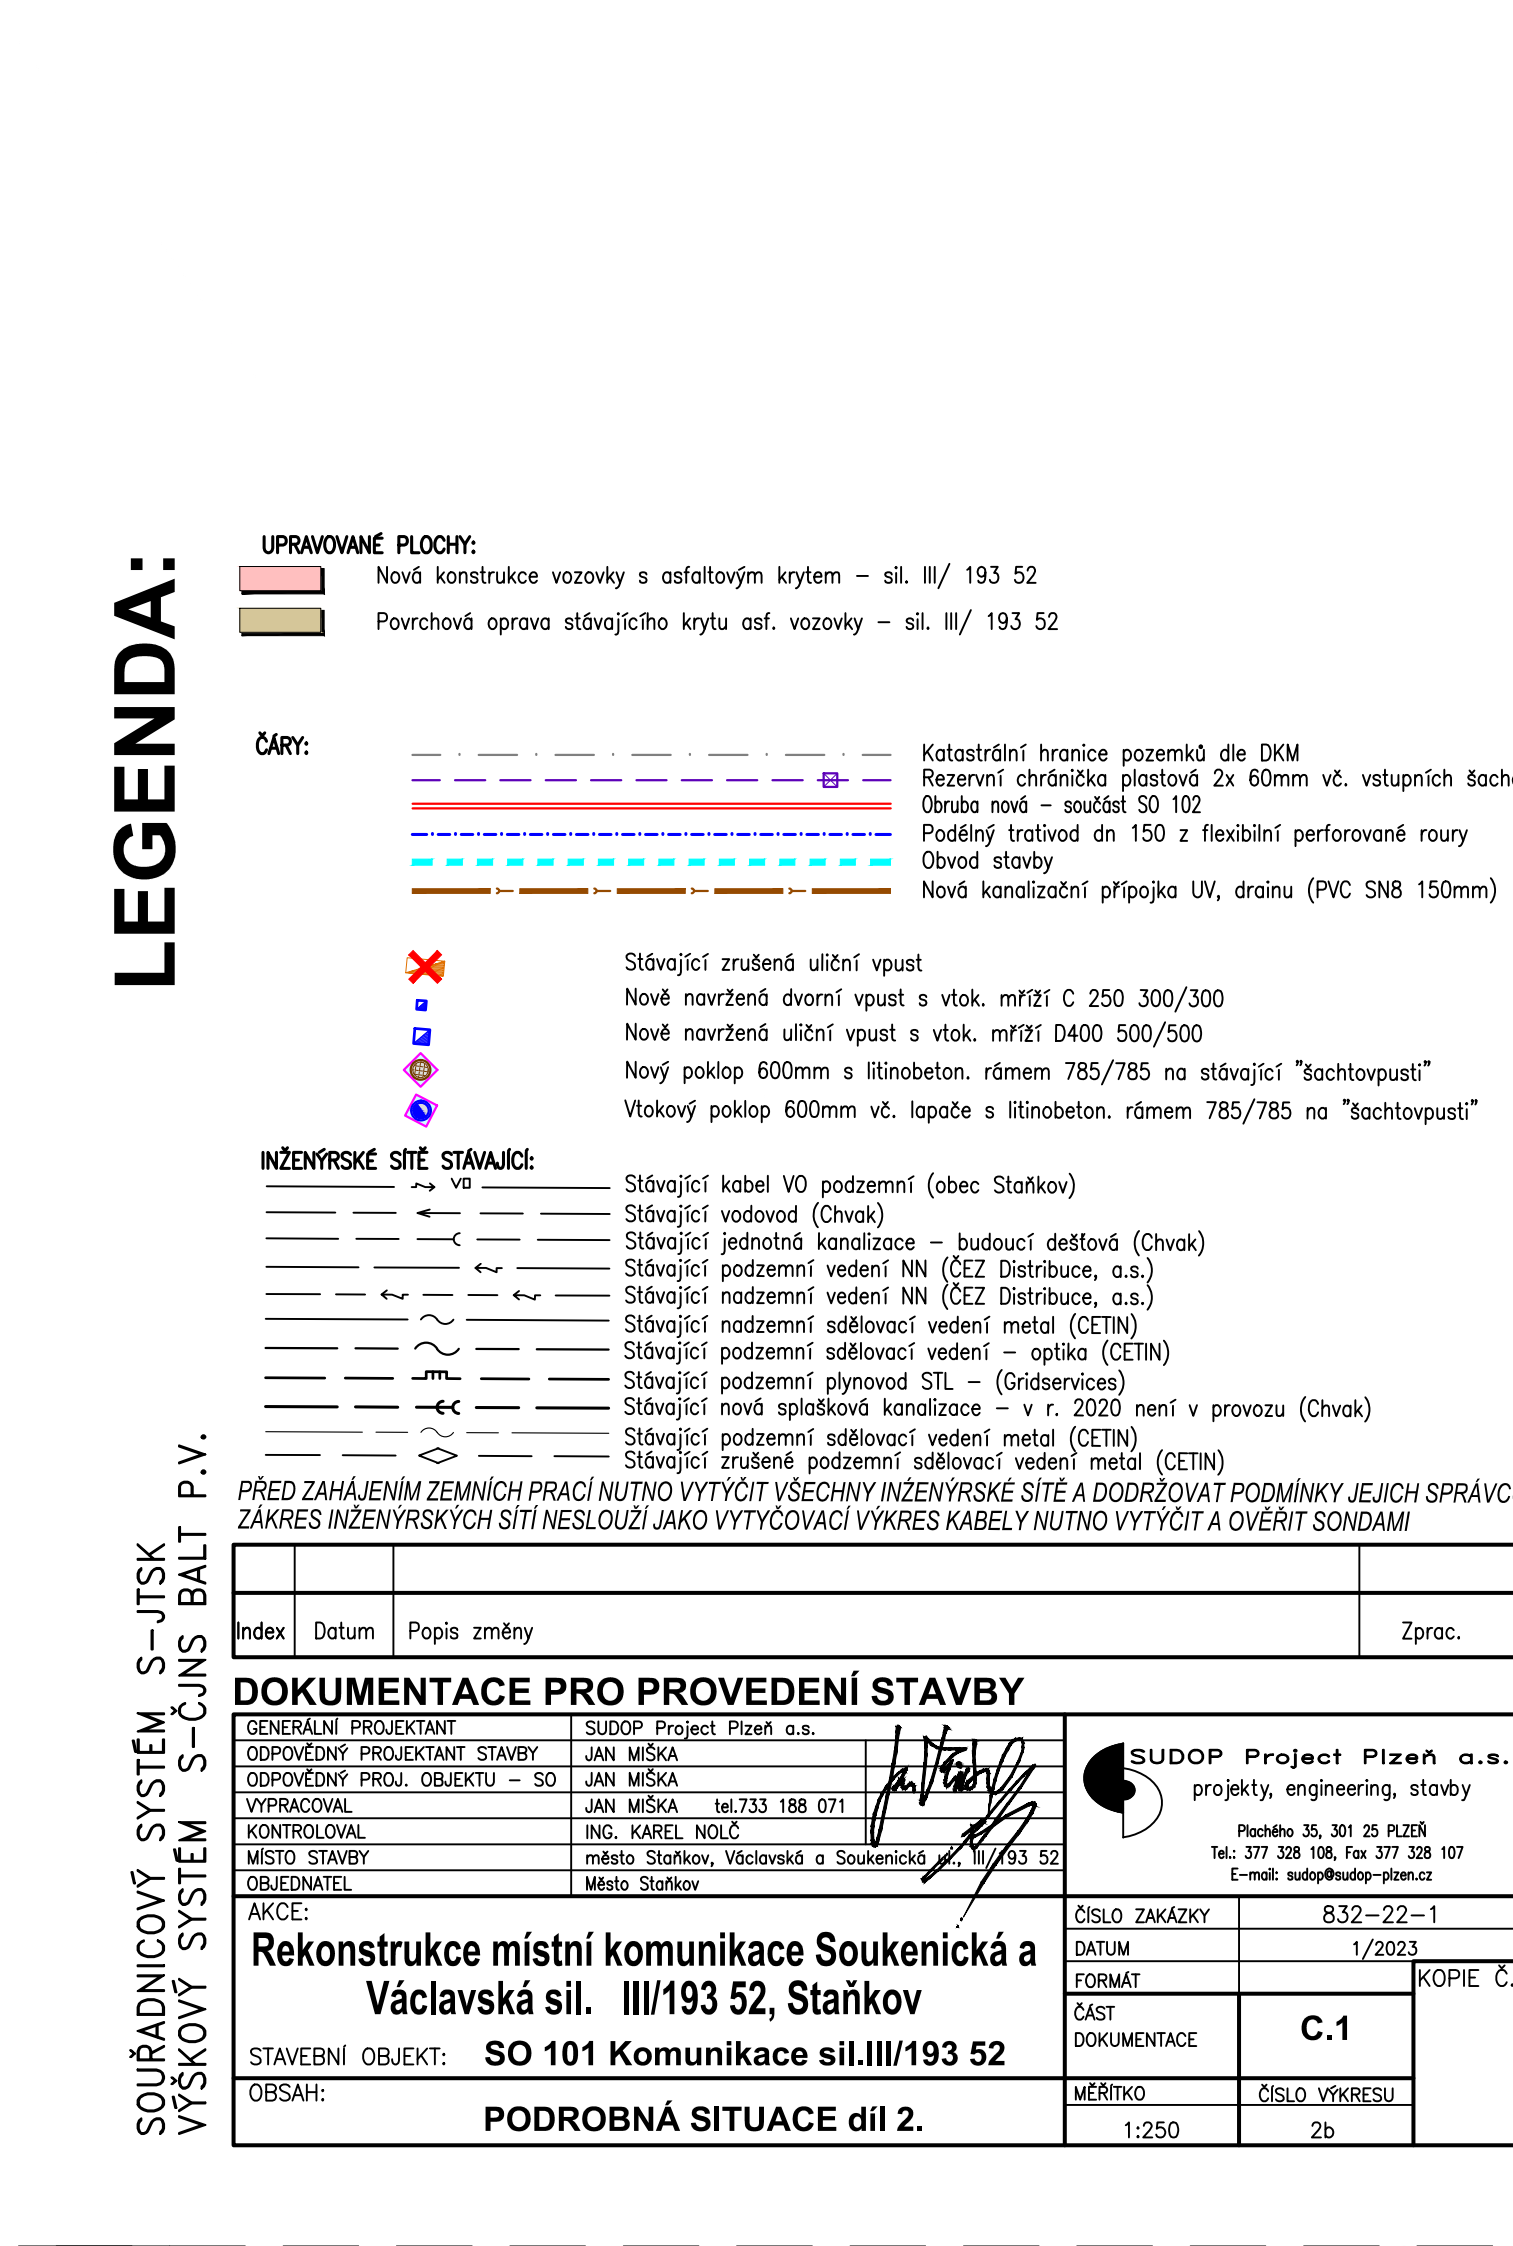 LEGENDA:
UPRAVOVANÉ PLOCHY:
Nová konstrukce vozovky s asfaltovým krytem – sil. III/ 193 52
Povrchová oprava stávajícího krytu asf. vozovky – sil. III/ 193 52
ČÁRY:
Katastrální hranice pozemků dle DKM
Rezervní chránička plastová 2x 60mm vč. vstupních
Obruba nová – součást SO 102
Podélný trativod dn 150 z flexibilní perforované roury
Obvod stavby
Nová kanalizační přípojka UV, drainu (PVC SN8 150mm)
Stávající zrušená uliční vpust
Nově navržená dvorní vpust s vtok. mříží C 250 300/300
Nově navržená uliční vpust s vtok. mříží D400 500/500
Nový poklop 600mm s litinobeton. rámem 785/785 na stávající "šachtovpusti"
Vtokový poklop 600mm vč. lapače s litinobeton. rámem 785/785 na "šachtovpusti"
INŽENÝRSKÉ SÍTĚ STÁVAJÍCÍ:
VO
Stávající kabel VO podzemní (obec Staňkov)
Stávající vodovod (Chvak)
Stávající jednotná kanalizace – budoucí dešťová (Chvak)
Stávající podzemní vedení NN (ČEZ Distribuce, a.s.)
Stávající nadzemní vedení NN (ČEZ Distribuce, a.s.)
Stávající nadzemní sdělovací vedení metal (CETIN)
Stávající podzemní sdělovací vedení – optika (CETIN)
Stávající podzemní plynovod STL – (Gridservices)
Stávající nová splašková kanalizace – v r. 2020 není v provozu (Chvak)
Stávající podzemní sdělovací vedení metal (CETIN)
Stávající zrušené podzemní sdělovací vedení metal (CETIN)
PŘED ZAHÁJENÍM ZEMNÍCH PRACÍ NUTNO VYTÝČIT VŠECHNY INŽENÝRSKÉ SÍTĚ A DODRŽOVAT PODMÍNKY JEJICH
ZÁKRES INŽENÝRSKÝCH SÍTÍ NESLOUŽÍ JAKO VYTYČOVACÍ VÝKRES KABELY NUTNO VYTÝČIT A OVĚŘIT SONDAMI
SOUŘADNICOVÝ SYSTÉM S-JTSK
VÝŠKOVÝ SYSTÉM S-ČJNS BALT P.V.
Index Datum Popis změny Zprac.
DOKUMENTACE PRO PROVEDENÍ STAVBY
GENERÁLNÍ PROJEKTANT SUDOP Project Plzeň a.s.
ODPOVĚDNÝ PROJEKTANT STAVBY JAN MIŠKA
ODPOVĚDNÝ PROJ. OBJEKTU – SO JAN MIŠKA
VYPRACOVAL JAN MIŠKA tel.733 188 071
KONTROLOVAL ING. KAREL NOLČ
MÍSTO STAVBY město Staňkov, Václavská a Soukenická ul., III/193 52
OBJEDNATEL Město Staňkov
SUDOP Project Plzeň a.s.
projekty, engineering, stavby
Plachého 35, 301 25 PLZEŇ
Tel.: 377 328 108, Fax 377 328 107
E-mail: sudop@sudop-plzen.cz
AKCE:
Rekonstrukce místní komunikace Soukenická a
Václavská sil. III/193 52, Staňkov
STAVEBNÍ OBJEKT: SO 101 Komunikace sil.III/193 52
OBSAH:
PODROBNÁ SITUACE díl 2.
ČÍSLO ZAKÁZKY 832-22-1
DATUM 1/2023
FORMÁT
KOPIE Č.
ČÁST
DOKUMENTACE
C.1
MĚŘÍTKO ČÍSLO VÝKRESU
1:250 2b